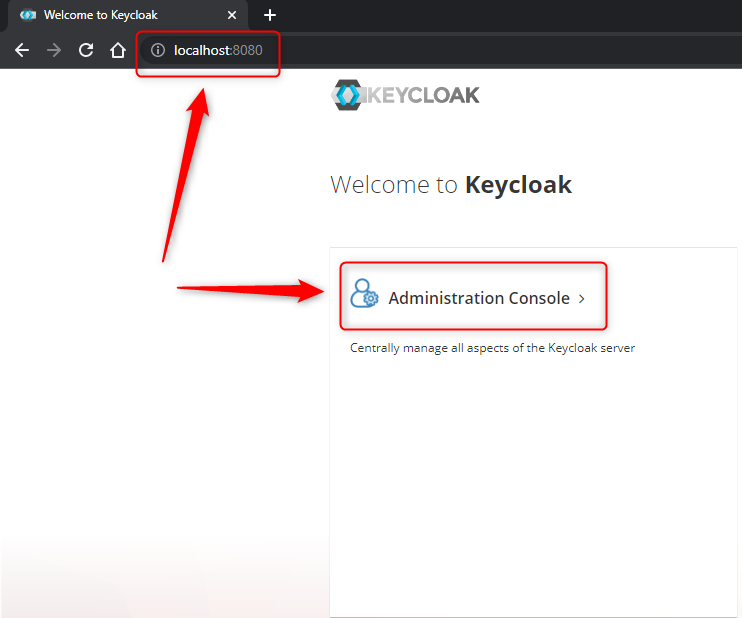 Welcome to Keycloak
localhost:8080
KEYCLOAK
Welcome to Keycloak
Administration Console >
Centrally manage all aspects of the Keycloak server